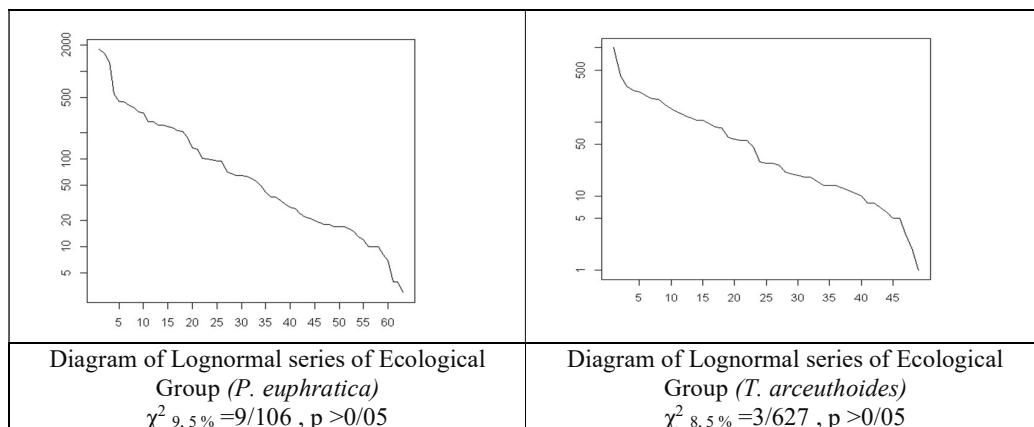 2000
500
100
50
10
5
5 10 15 20 25 30 35 40 45 50 55 60
500
50
10
5
1
5 10 15 20 25 30 35 45
Diagram of Lognormal series of Ecological
Group (P. euphratica)
χ² 9, 5 % =9/106 , p >0/05
Diagram of Lognormal series of Ecological
Group (T. arceuthoides)
χ² 8, 5 % =3/627 , p >0/05